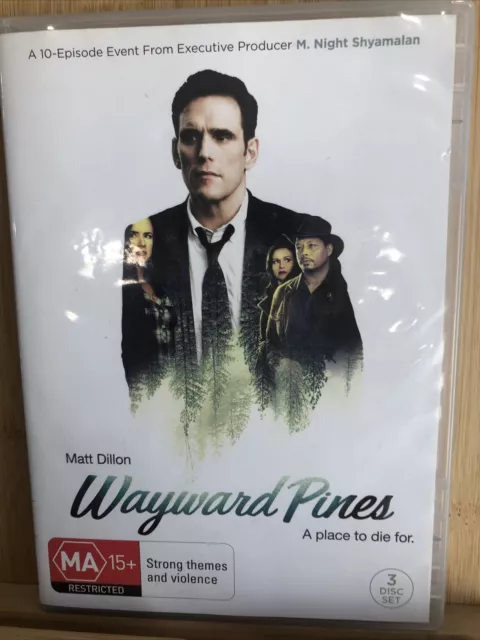 A 10-Episode Event From Executive Producer M. Night Shyamalan
Matt Dillon
Wayward Pines
A place to die for.
MA 15+
RESTRICTED
Strong themes
and violence
3
DISC
SET